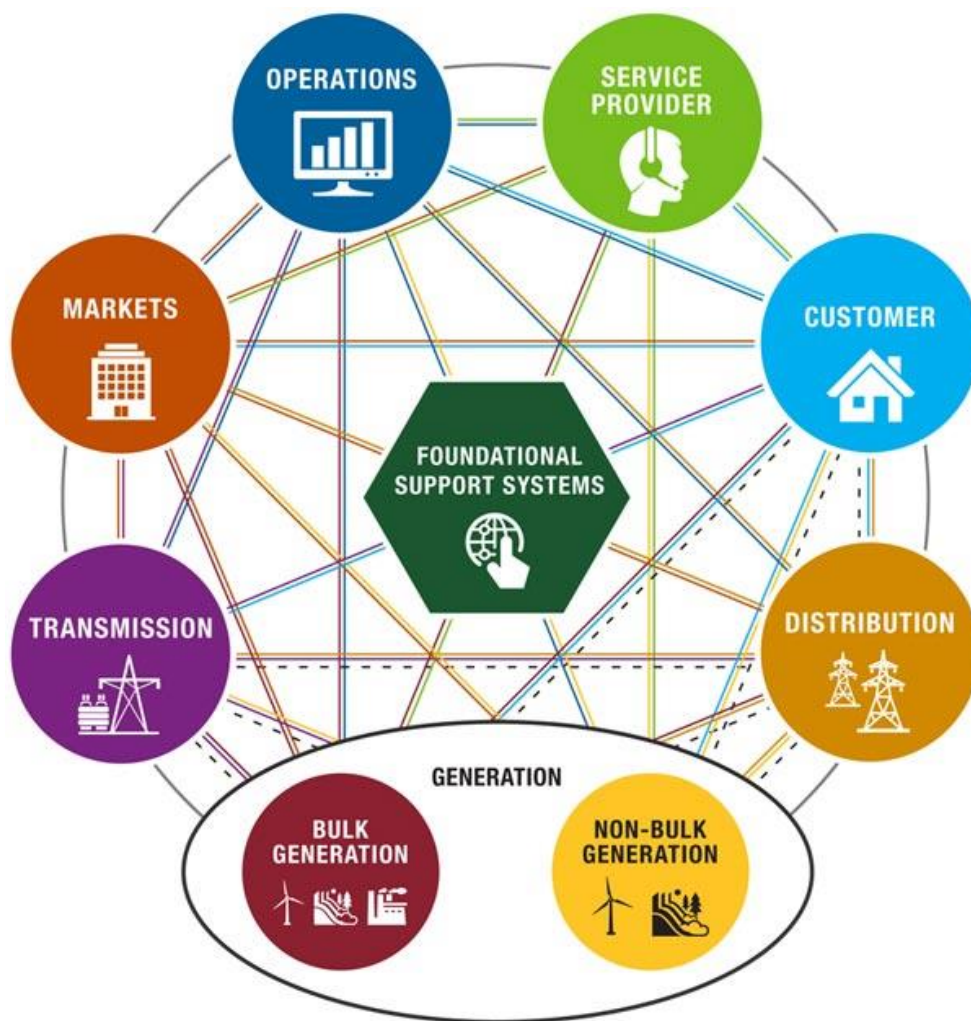 OPERATIONS
SERVICE
PROVIDER
MARKETS
CUSTOMER
FOUNDATIONAL
SUPPORT SYSTEMS
TRANSMISSION
DISTRIBUTION
GENERATION
BULK
GENERATION
NON-BULK
GENERATION